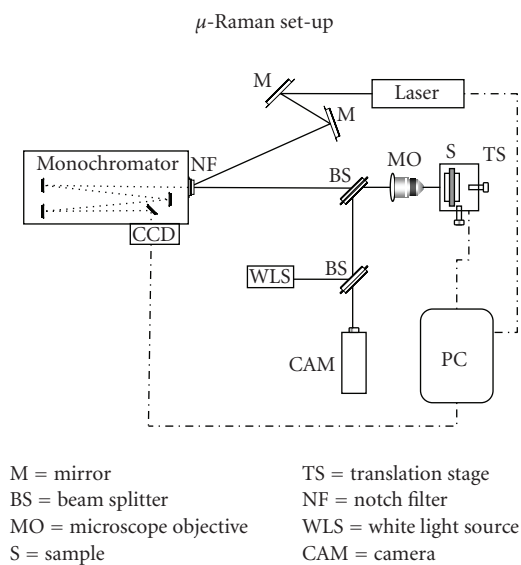 μ-Raman set-up
M
Laser
M
Monochromator
NF
MO
S
TS
BS
CCD
WLS
BS
CAM
PC
M = mirror
BS = beam splitter
MO = microscope objective
S = sample
TS = translation stage
NF = notch filter
WLS = white light source
CAM = camera